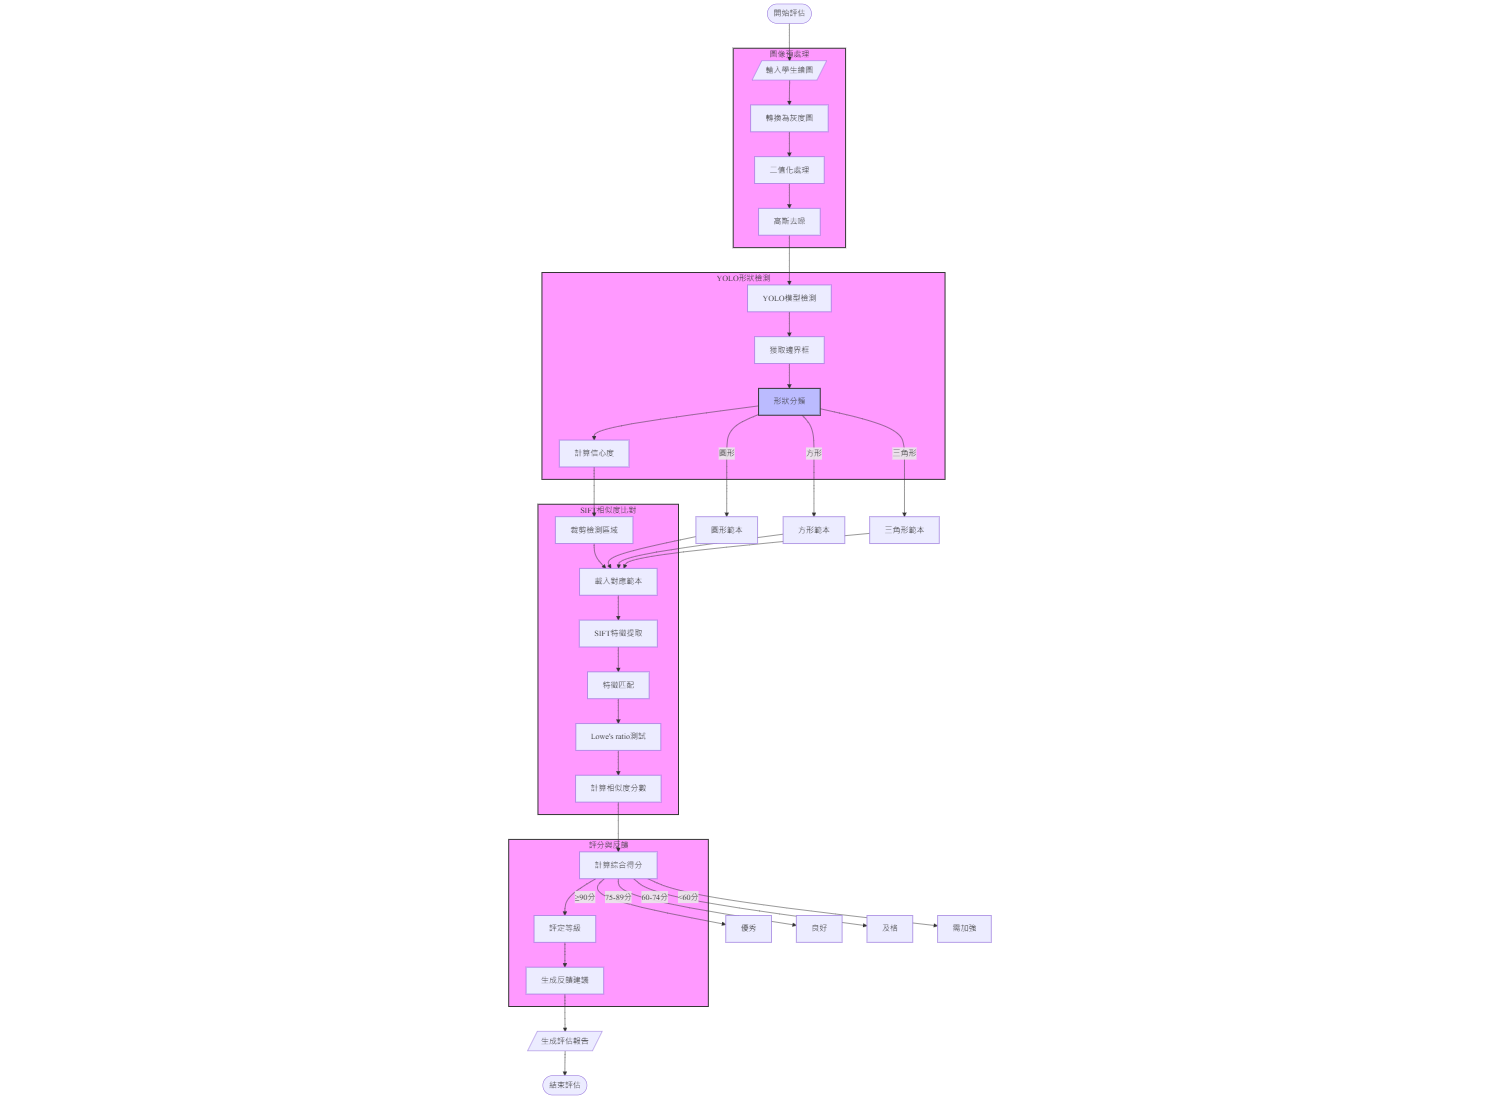 開始評估
圖像預處理
輸入學生繪圖
轉換為灰度圖
二值化處理
高斯去噪
YOLO形狀檢測
YOLO模型檢測
獲取邊界框
形狀分類
計算信心度
圓形
方形
三角形
SIFT相似度比對
裁剪檢測區域
圓形範本
方形範本
三角形範本
載入對應範本
SIFT特徵提取
特徵匹配
Lowe's ratio測試
計算相似度分數
評分與反饋
計算綜合得分
≥90分
75-89分
60-74分
<60分
評定等級
優秀
良好
及格
需加強
生成反饋建議
生成評估報告
結束評估